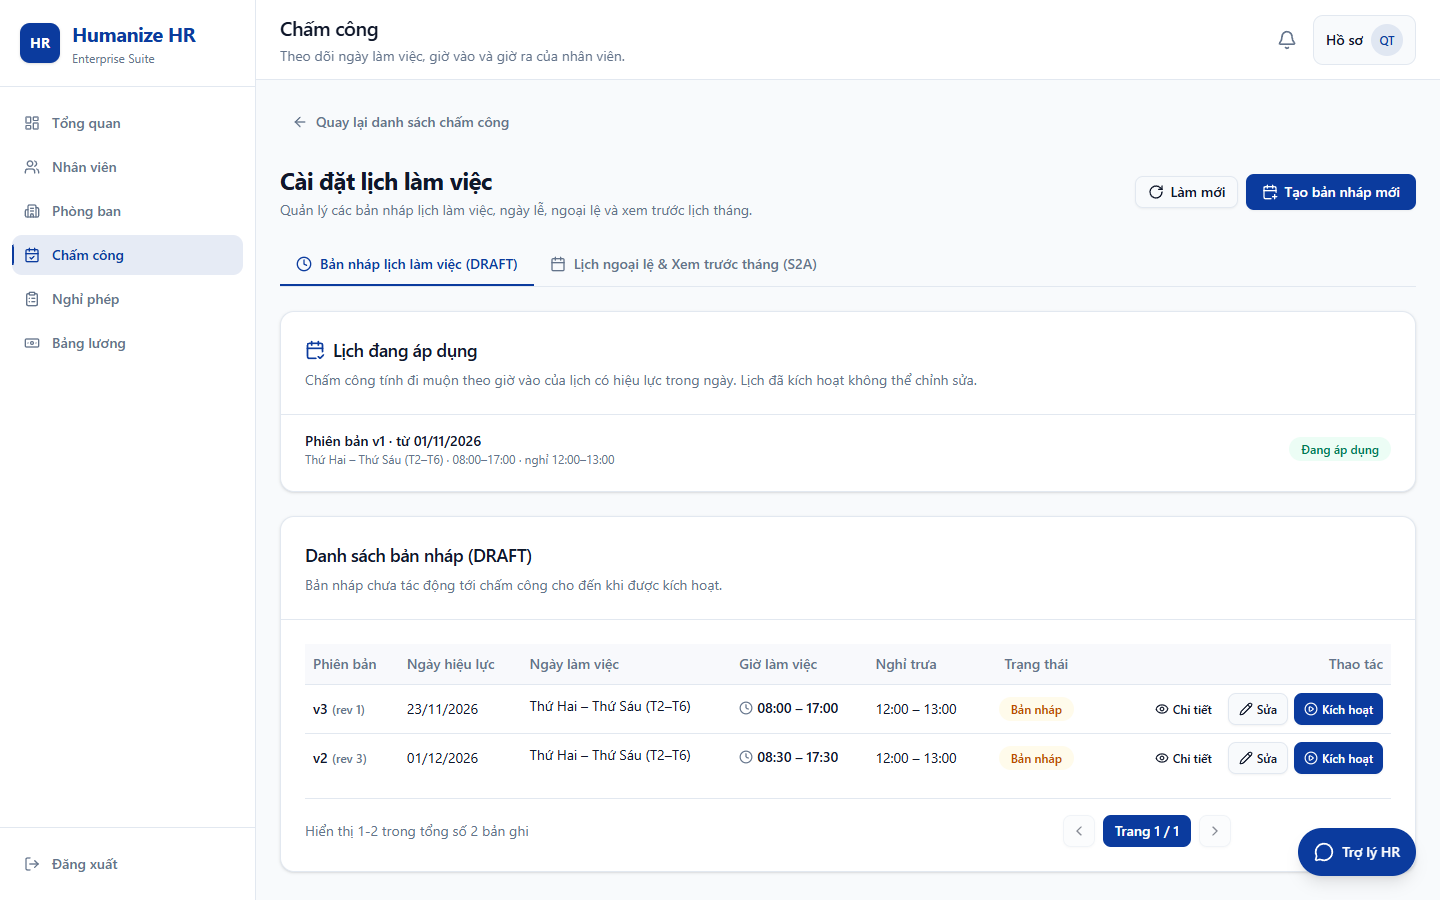 HR
Humanize HR
Enterprise Suite
Tổng quan
Nhân viên
Phòng ban
Chấm công
Nghỉ phép
Bảng lương
Đăng xuất
Chấm công
Theo dõi ngày làm việc, giờ vào và giờ ra của nhân viên.
Hồ sơ QT
Quay lại danh sách chấm công
Cài đặt lịch làm việc
Quản lý các bản nháp lịch làm việc, ngày lễ, ngoại lệ và xem trước lịch tháng.
Làm mới
Tạo bản nháp mới
Bản nháp lịch làm việc (DRAFT)
Lịch ngoại lệ & Xem trước tháng (S2A)
Lịch đang áp dụng
Chấm công tính đi muộn theo giờ vào của lịch có hiệu lực trong ngày. Lịch đã kích hoạt không thể chỉnh sửa.
Phiên bản v1 · từ 01/11/2026
Thứ Hai – Thứ Sáu (T2–T6) · 08:00–17:00 · nghỉ 12:00–13:00
Đang áp dụng
Danh sách bản nháp (DRAFT)
Bản nháp chưa tác động tới chấm công cho đến khi được kích hoạt.
Phiên bản Ngày hiệu lực Ngày làm việc Giờ làm việc Nghỉ trưa Trạng thái Thao tác
v3 (rev 1) 23/11/2026 Thứ Hai – Thứ Sáu (T2–T6) 08:00 – 17:00 12:00 – 13:00 Bản nháp Chi tiết Sửa Kích hoạt
v2 (rev 3) 01/12/2026 Thứ Hai – Thứ Sáu (T2–T6) 08:30 – 17:30 12:00 – 13:00 Bản nháp Chi tiết Sửa Kích hoạt
Hiển thị 1-2 trong tổng số 2 bản ghi
Trang 1 / 1
Trợ lý HR